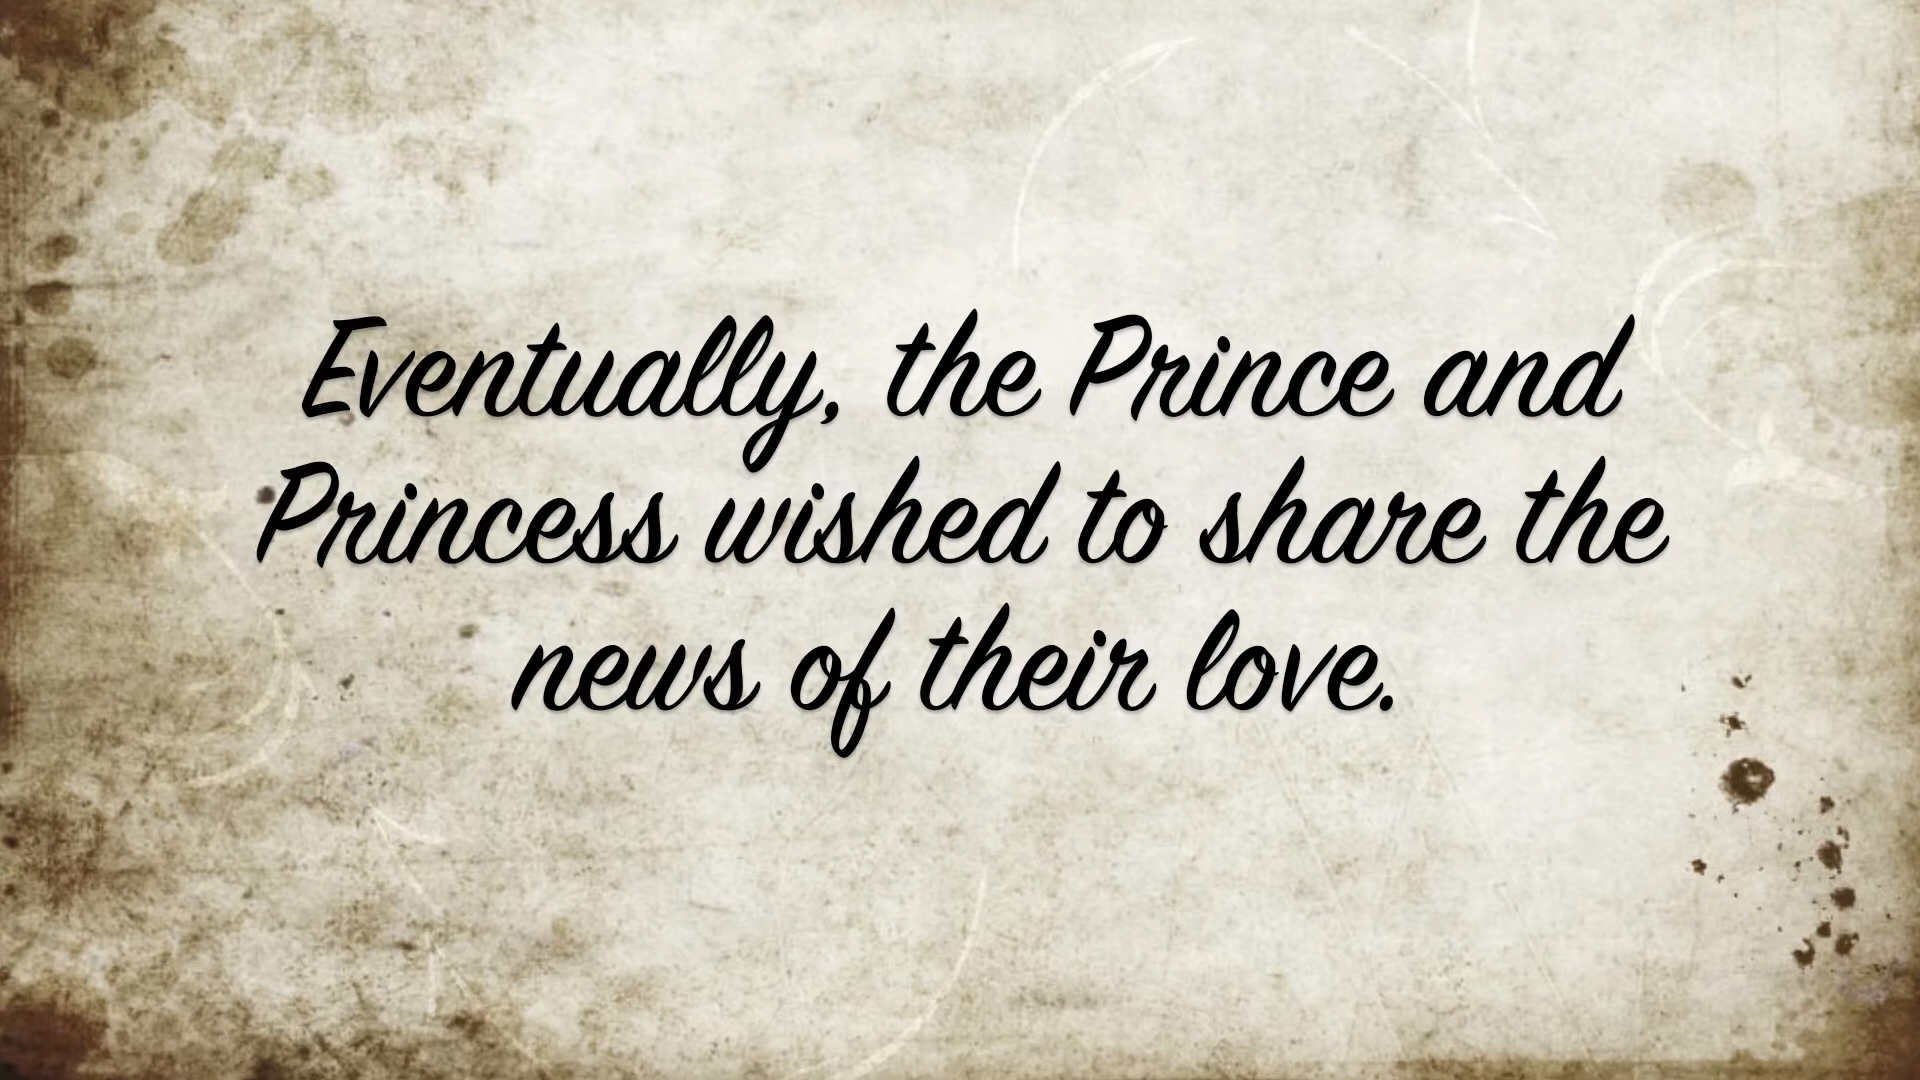 Eventually, the Prince and
Princess wished to share the
news of their love.